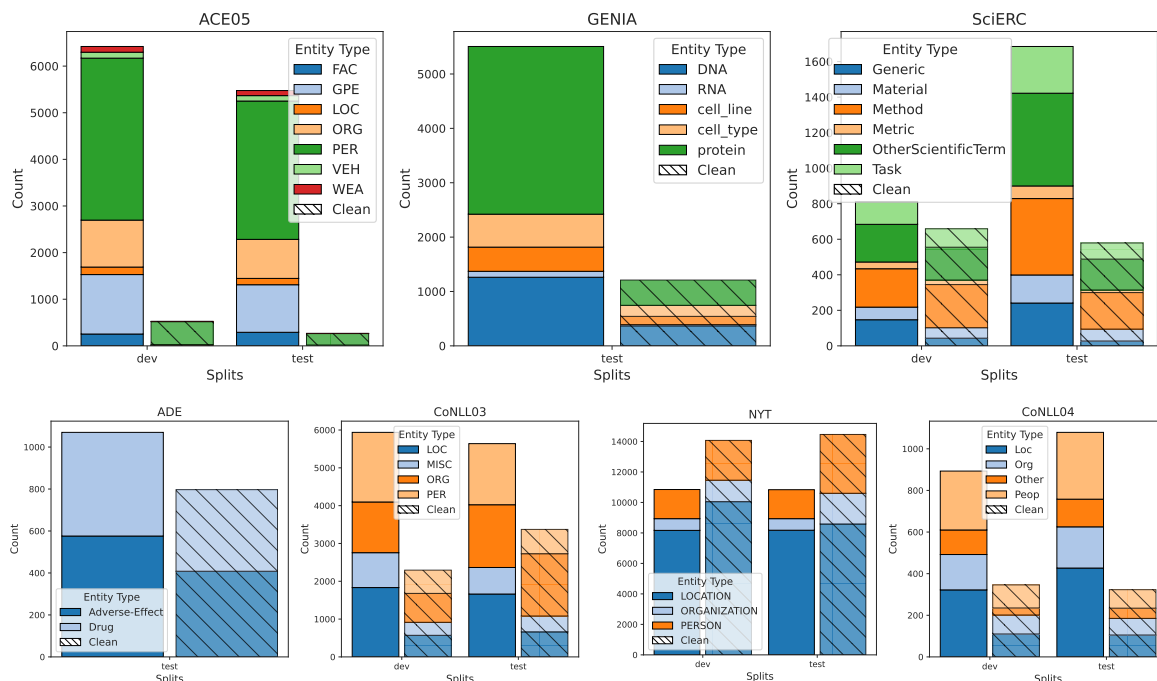 ACE05
Count
6000
5000
4000
3000
2000
1000
0
Entity Type
FAC
GPE
LOC
ORG
PER
VEH
WEA
Clean
dev
test
Splits
GENIA
Count
5000
4000
3000
2000
1000
0
Entity Type
DNA
RNA
cell_line
cell_type
protein
Clean
test
Splits
SciERC
Count
1600
1400
1200
1000
800
600
400
200
0
Entity Type
Generic
Material
Method
Metric
OtherScientificTerm
Task
Clean
dev
test
Splits
ADE
Count
1000
800
600
400
200
0
Entity Type
Adverse-Effect
Drug
Clean
test
Splits
CoNLL03
Count
6000
5000
4000
3000
2000
1000
0
Entity Type
LOC
MISC
ORG
PER
Clean
dev
test
Splits
NYT
Count
14000
12000
10000
8000
6000
4000
2000
0
Entity Type
LOCATION
ORGANIZATION
PERSON
Clean
dev
test
Splits
CoNLL04
Count
1000
800
600
400
200
0
Entity Type
Loc
Org
Other
Peop
Clean
dev
test
Splits